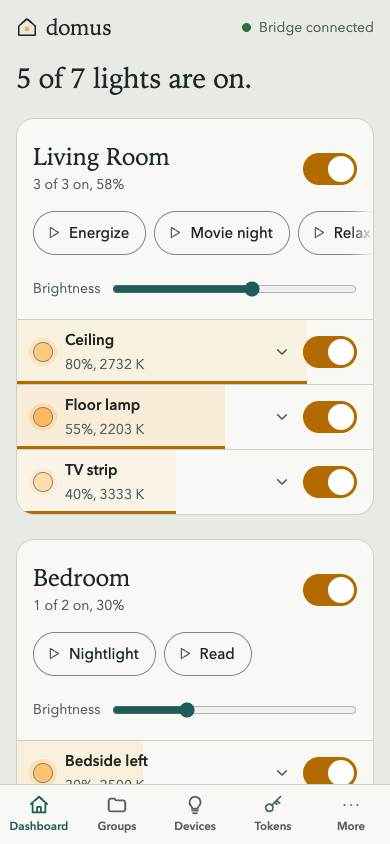 domus
Bridge connected
5 of 7 lights are on.
Living Room
3 of 3 on, 58%
Energize
Movie night
Relax
Brightness
Ceiling
80%, 2732 K
Floor lamp
55%, 2203 K
TV strip
40%, 3333 K
Bedroom
1 of 2 on, 30%
Nightlight
Read
Brightness
Bedside left
30%, 2500 K
Dashboard
Groups
Devices
Tokens
More